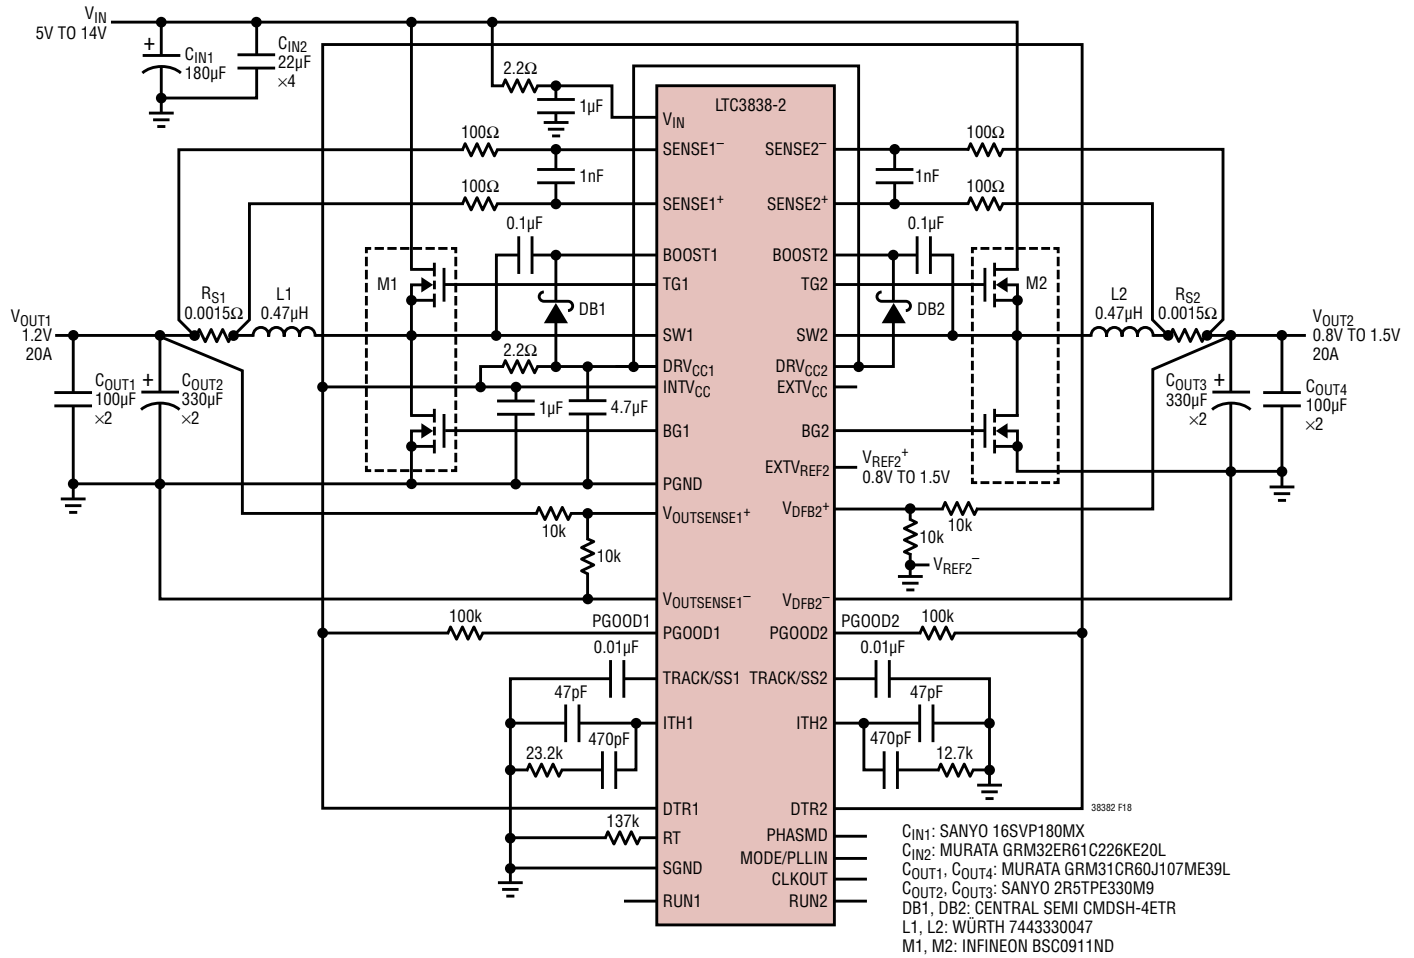 VIN
5V TO 14V
CIN1
180µF
CIN2
22µF
×4
2.2Ω
1µF
LTC3838-2
VIN
100Ω
SENSE1–
SENSE2–
100Ω
1nF
1nF
100Ω
SENSE1+
SENSE2+
100Ω
0.1µF
0.1µF
BOOST1
BOOST2
M1
TG1
TG2
M2
DB1
DB2
RS1
0.0015Ω
L1
0.47µH
L2
0.47µH
RS2
0.0015Ω
VOUT1
1.2V
20A
SW1
SW2
VOUT2
0.8V TO 1.5V
20A
2.2Ω
DRVCC1
DRVCC2
INTVCC
EXTVCC
COUT1
100µF
×2
COUT2
330µF
×2
1µF
4.7µF
COUT3
330µF
×2
COUT4
100µF
×2
BG1
BG2
EXTVREF2
VREF2+
0.8V TO 1.5V
PGND
VOUTSENSE1+
VDFB2+
10k
10k
10k
10k
VREF2–
VOUTSENSE1–
VDFB2–
100k
PGOOD1
PGOOD1
PGOOD2
PGOOD2
100k
0.01µF
0.01µF
TRACK/SS1
TRACK/SS2
47pF
47pF
ITH1
ITH2
470pF
470pF
23.2k
12.7k
DTR1
DTR2
38382 F18
137k
RT
PHASMD
MODE/PLLIN
SGND
CLKOUT
RUN1
RUN2
CIN1: SANYO 16SVP180MX
CIN2: MURATA GRM32ER61C226KE20L
COUT1, COUT4: MURATA GRM31CR60J107ME39L
COUT2, COUT3: SANYO 2R5TPE330M9
DB1, DB2: CENTRAL SEMI CMDSH-4ETR
L1, L2: WÜRTH 7443330047
M1, M2: INFINEON BSC0911ND